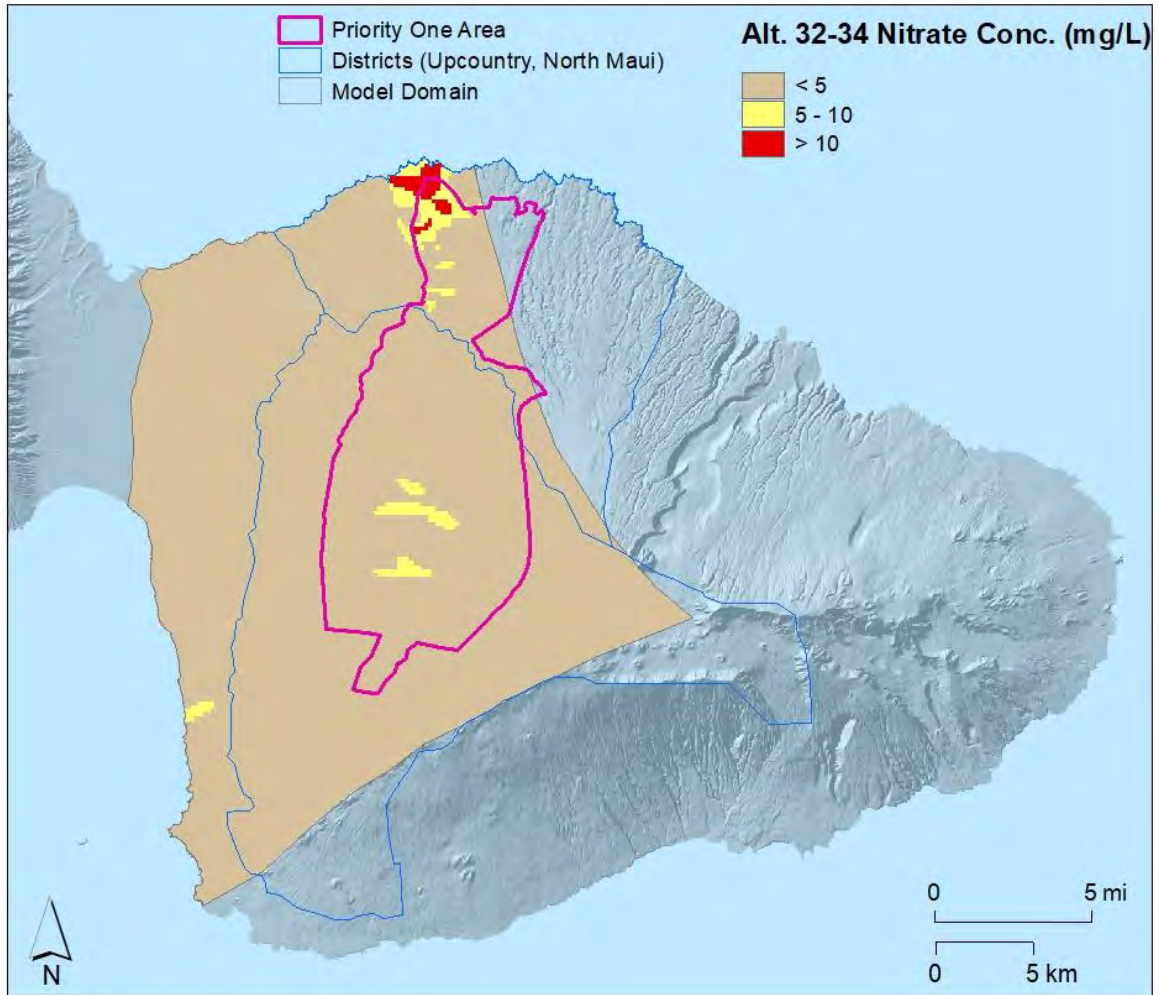 Priority One Area
Districts (Upcountry, North Maui)
Model Domain
Alt. 32-34 Nitrate Conc. (mg/L)
< 5
5 - 10
> 10
N
0 5 mi
0 5 km